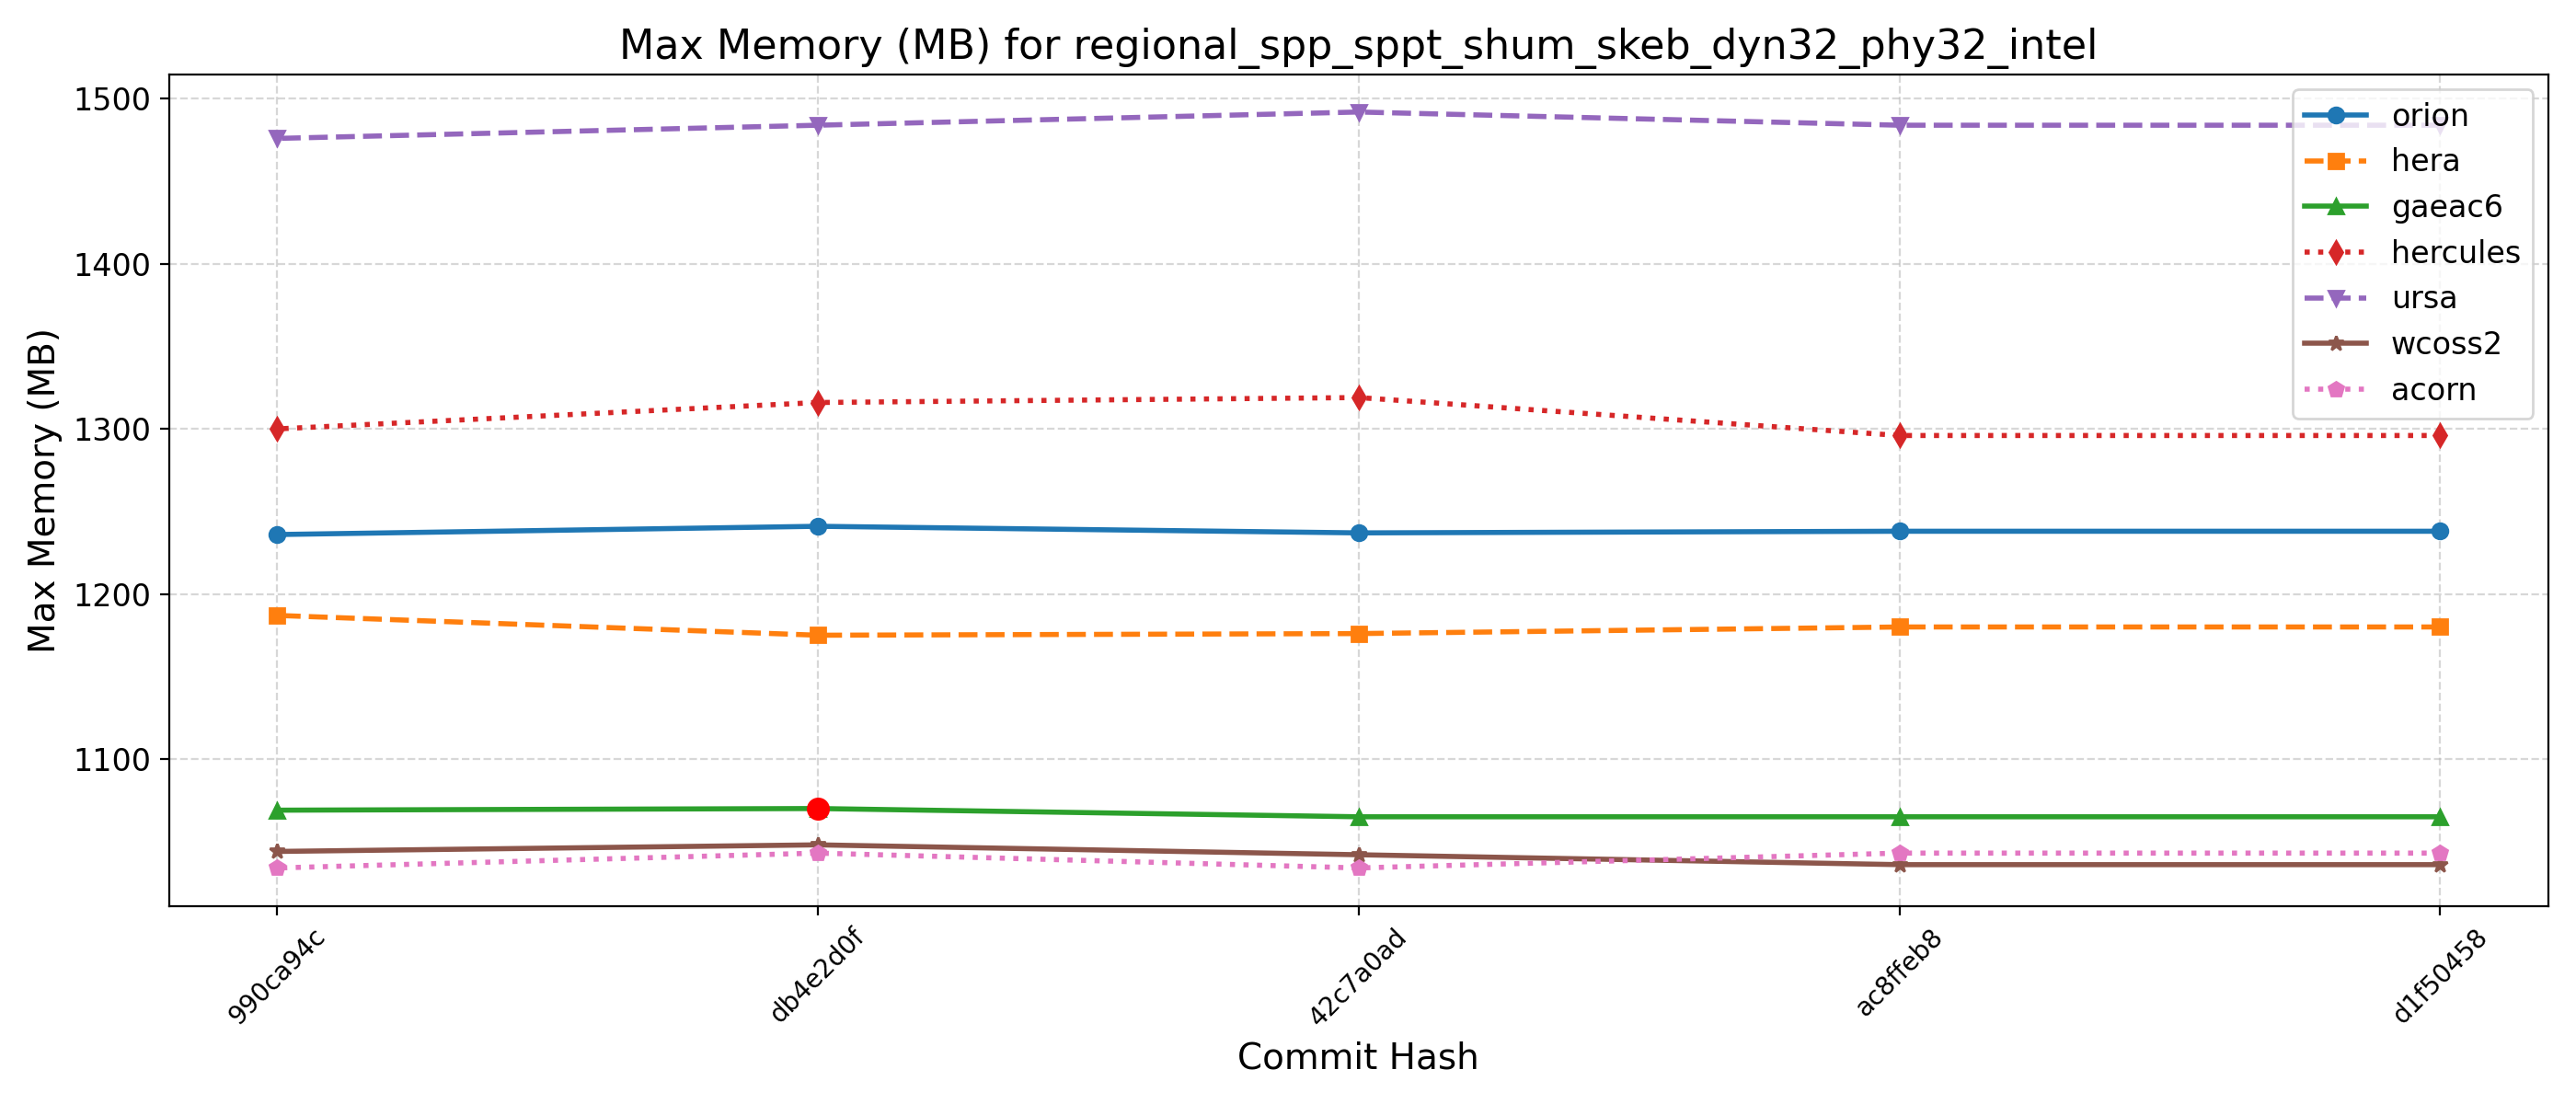 Max Memory (MB) for regional_spp_sppt_shum_skeb_dyn32_phy32_intel
Max Memory (MB)
1500
1400
1300
1200
1100
orion
hera
gaeac6
hercules
ursa
wcoss2
acorn
990ca94c
db4e2d0f
42c7a0ad
ac8ffeb8
d1f50458
Commit Hash